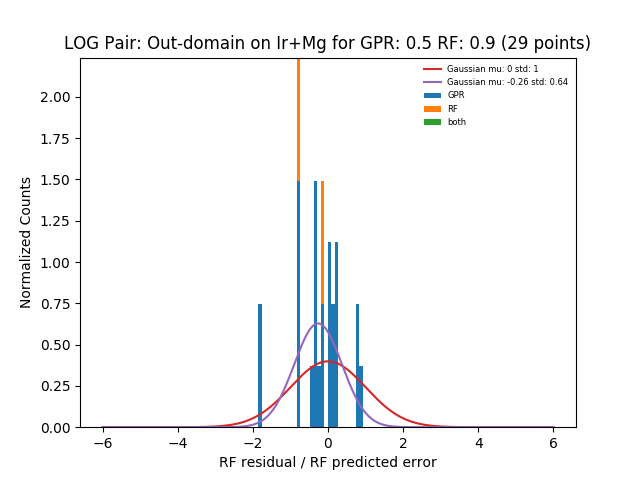 LOG Pair: Out-domain on Ir+Mg for GPR: 0.5 RF: 0.9 (29 points)
Gaussian mu: 0 std: 1
Gaussian mu: -0.26 std: 0.64
GPR
RF
both
Normalized Counts
2.00
1.75
1.50
1.25
1.00
0.75
0.50
0.25
0.00
−6 −4 −2 0 2 4 6
RF residual / RF predicted error